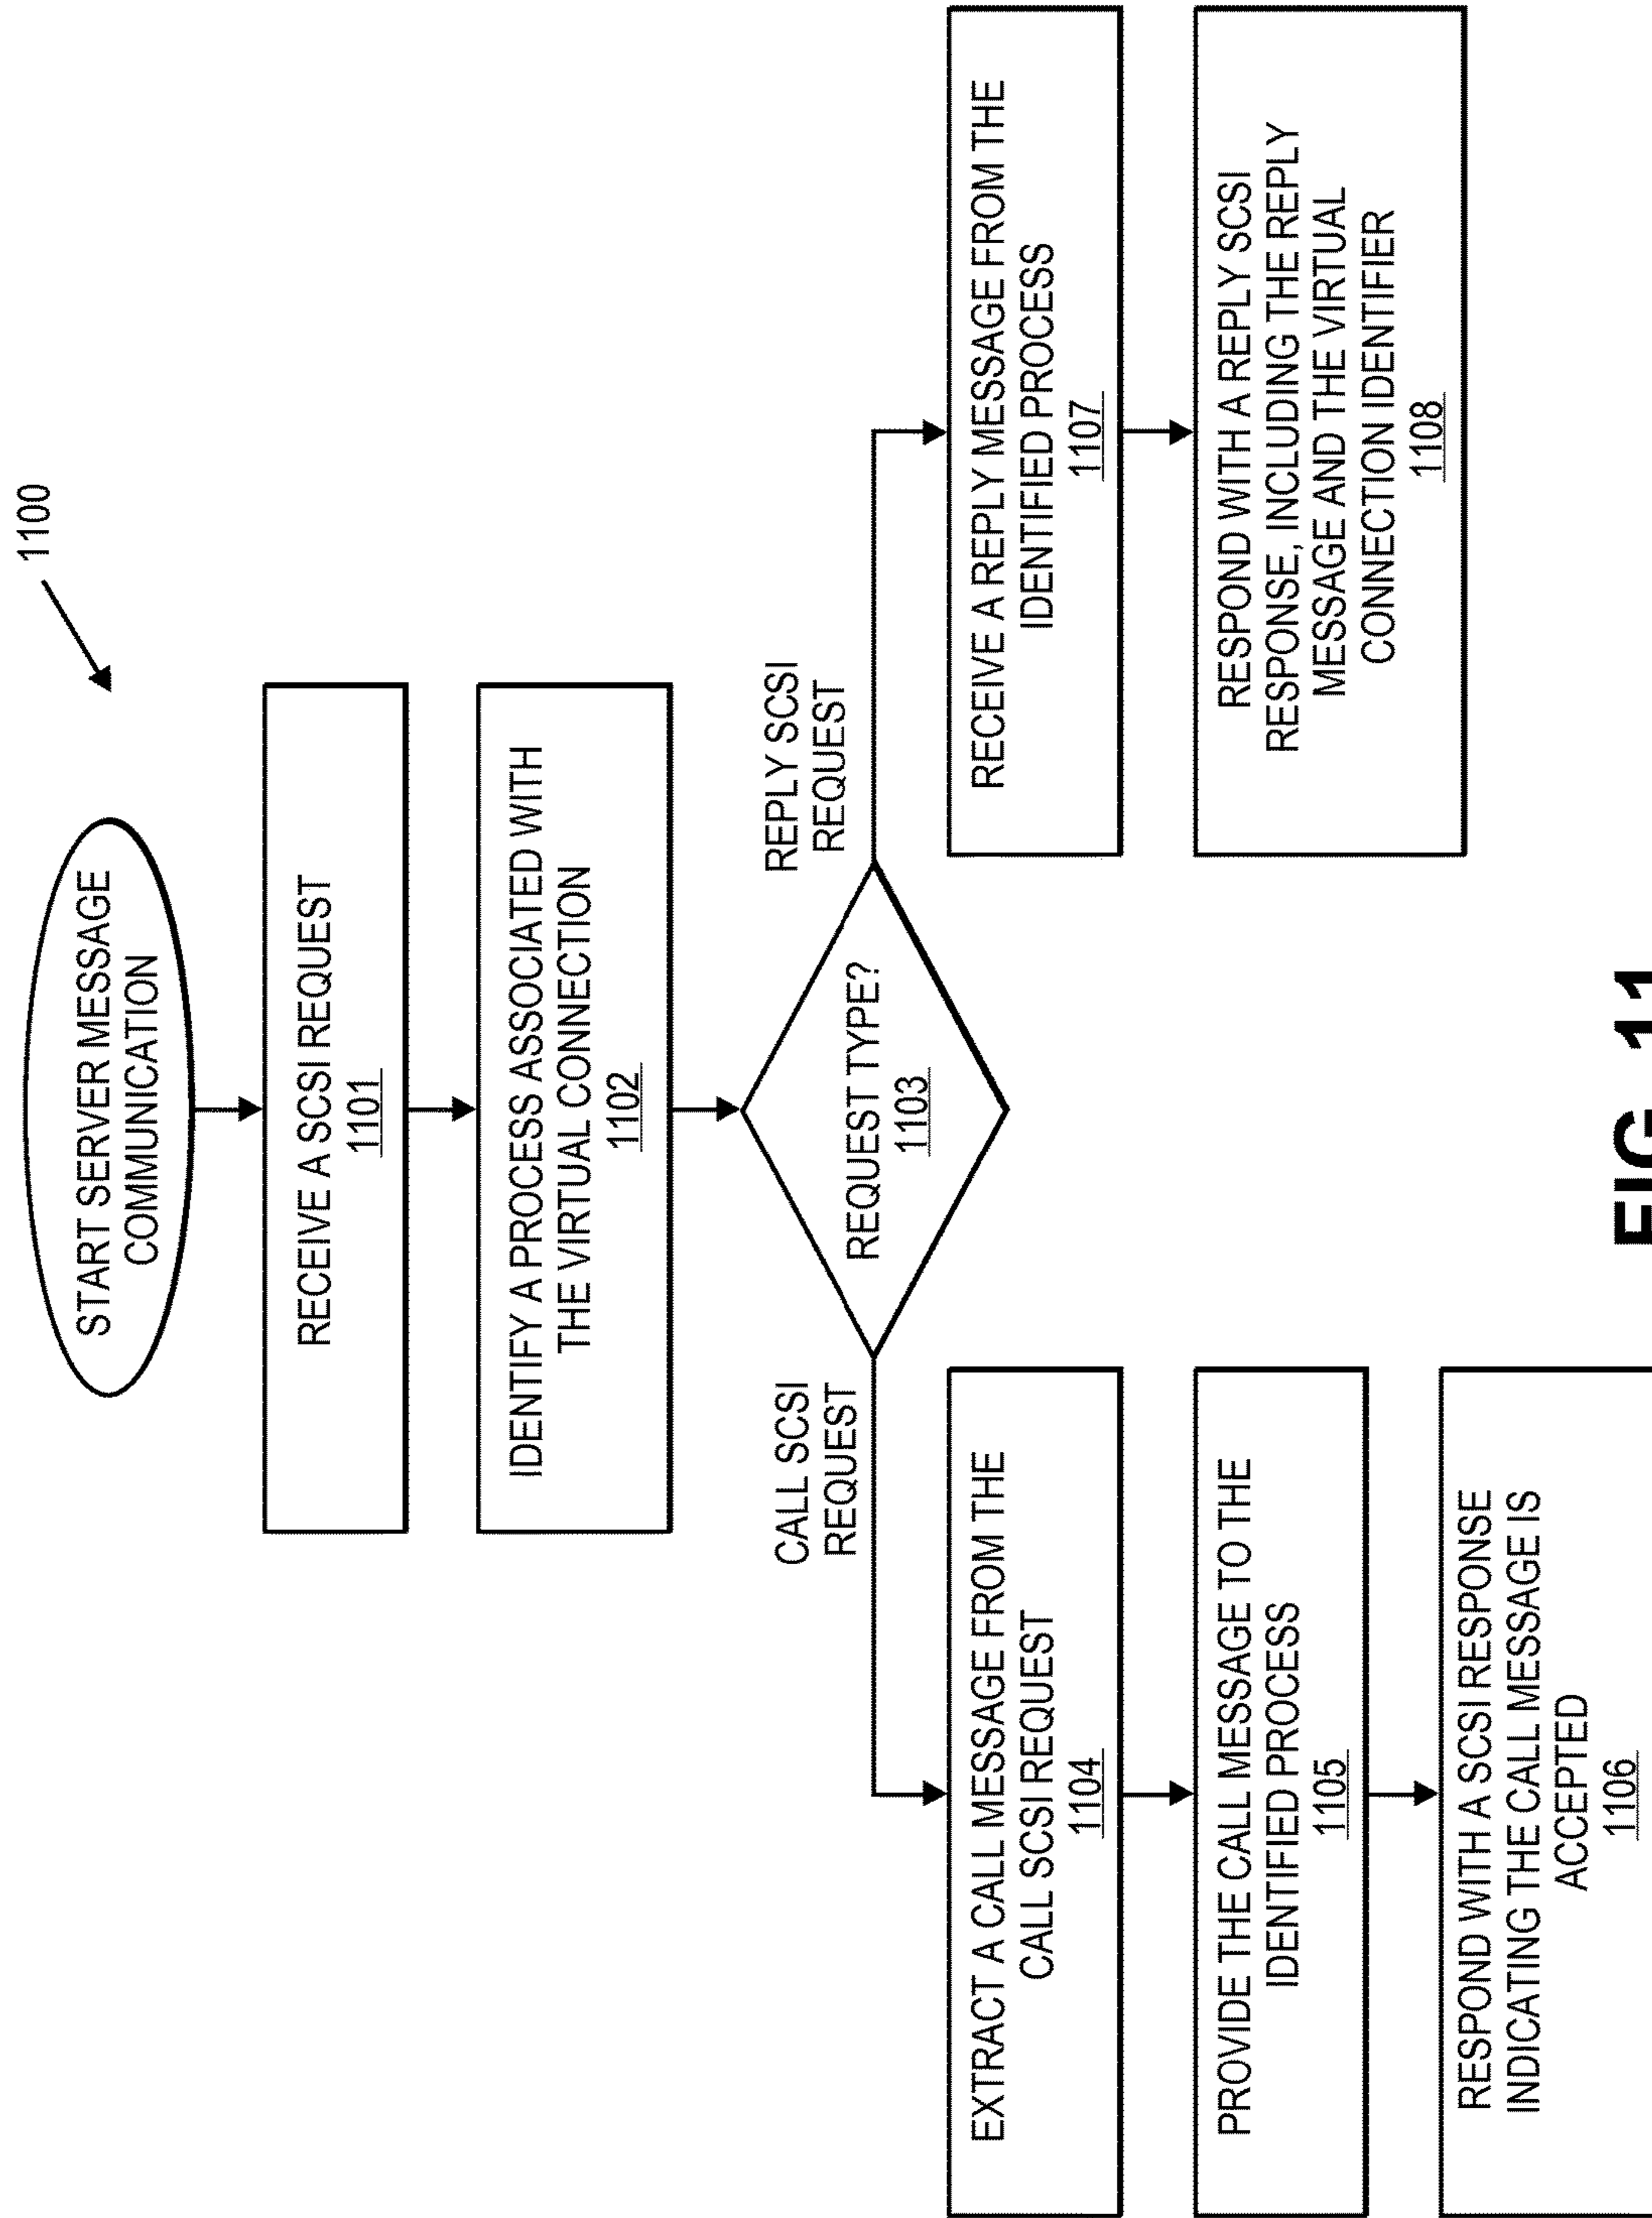 1100
START SERVER MESSAGE
COMMUNICATION
RECEIVE A SCSI REQUEST
1101
IDENTIFY A PROCESS ASSOCIATED WITH
THE VIRTUAL CONNECTION
1102
REQUEST TYPE?
1103
CALL SCSI
REQUEST
EXTRACT A CALL MESSAGE FROM THE
CALL SCSI REQUEST
1104
PROVIDE THE CALL MESSAGE TO THE
IDENTIFIED PROCESS
1105
RESPOND WITH A SCSI RESPONSE
INDICATING THE CALL MESSAGE IS
ACCEPTED
1106
REPLY SCSI
REQUEST
RECEIVE A REPLY MESSAGE FROM THE
IDENTIFIED PROCESS
1107
RESPOND WITH A REPLY SCSI
RESPONSE, INCLUDING THE REPLY
MESSAGE AND THE VIRTUAL
CONNECTION IDENTIFIER
1108
FIG. 11